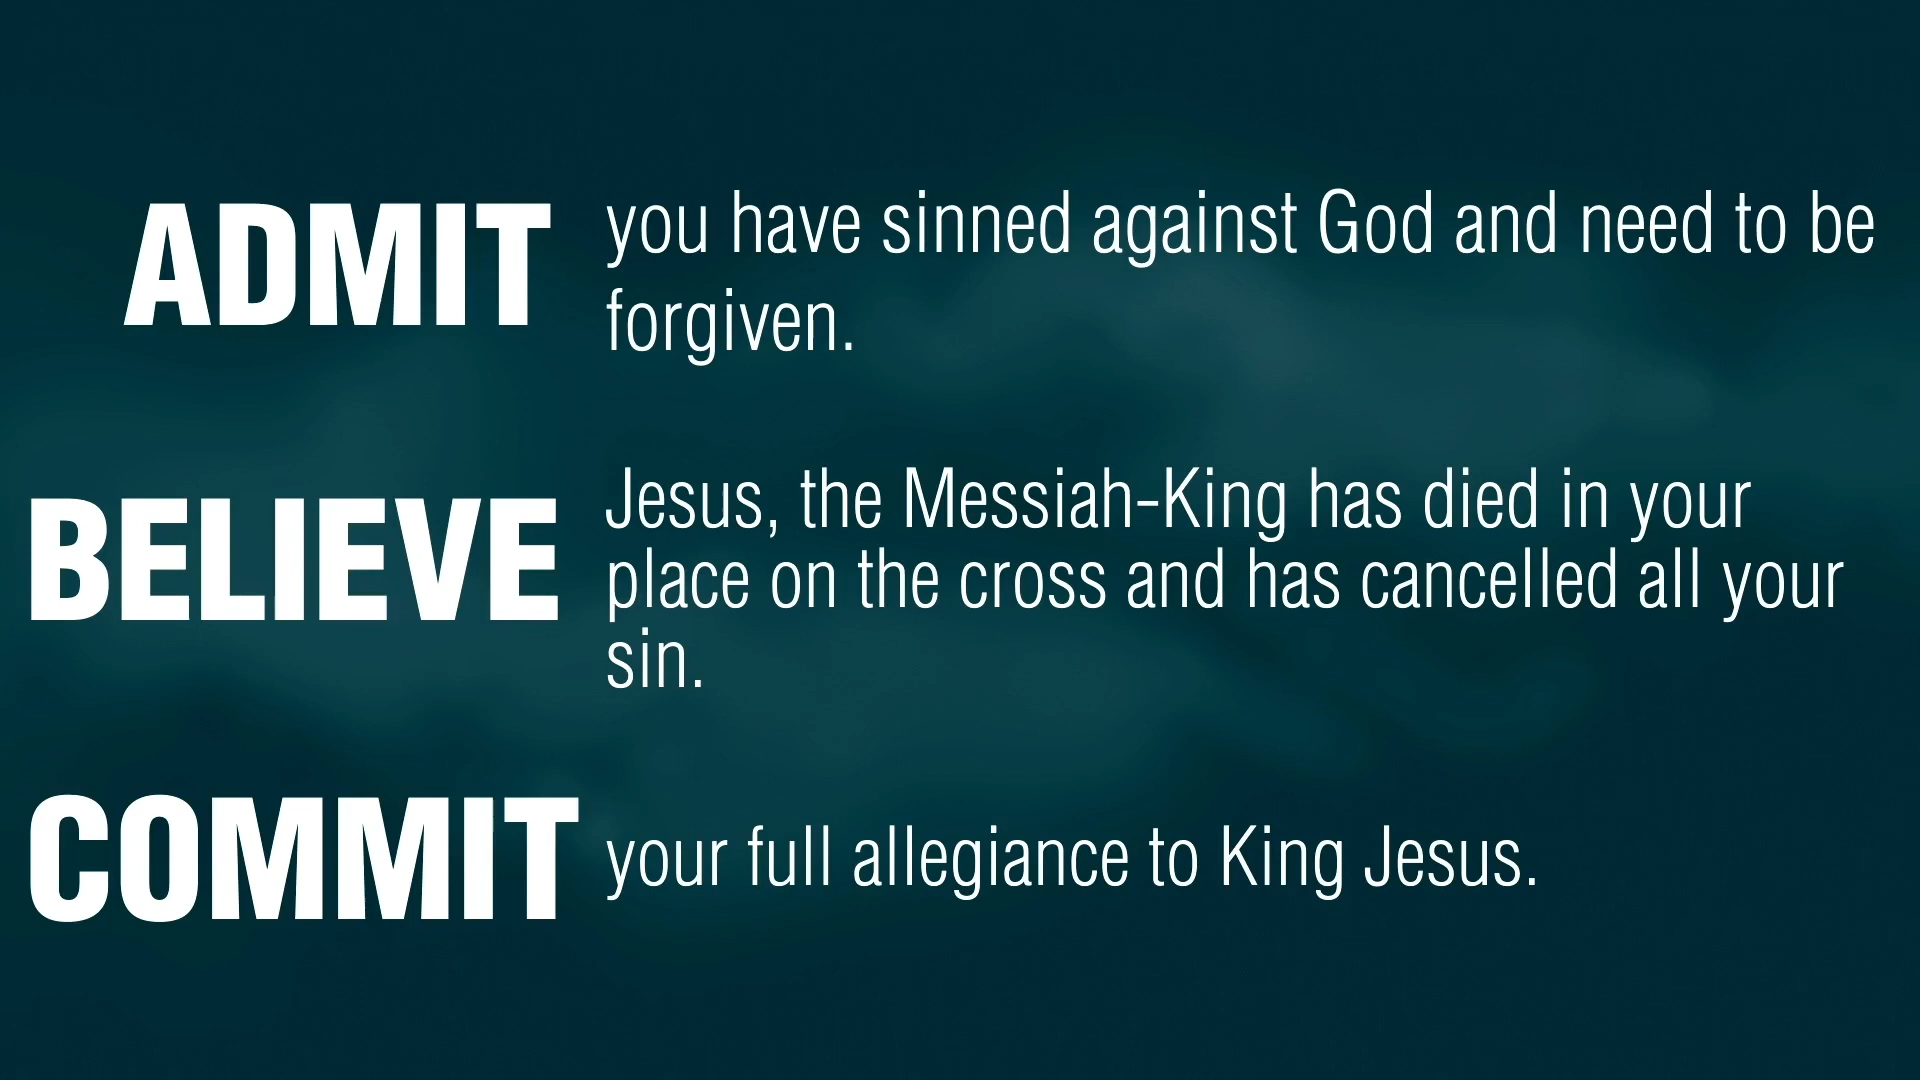 ADMIT you have sinned against God and need to be
forgiven.
BELIEVE Jesus, the Messiah-King has died in your
place on the cross and has cancelled all your
sin.
COMMIT your full allegiance to King Jesus.